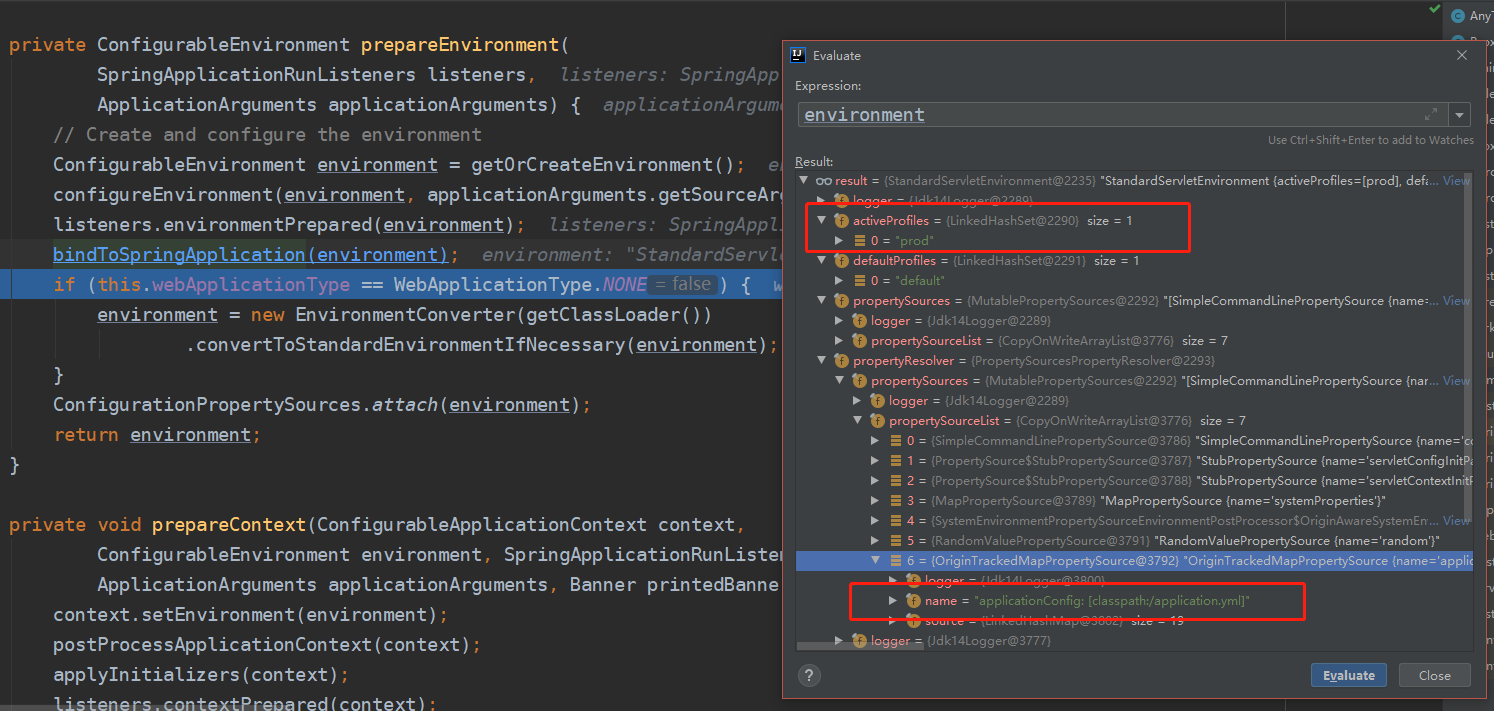 private ConfigurableEnvironment prepareEnvironment(
SpringApplicationRunListeners listeners, listeners: SpringApp
ApplicationArguments applicationArguments) { applicationArgume
// Create and configure the environment
ConfigurableEnvironment environment = getOrCreateEnvironment();
configureEnvironment(environment, applicationArguments.getSourceArg
listeners.environmentPrepared(environment); listeners: SpringAppli
bindToSpringApplication(environment); environment: "StandardServle
if (this.webApplicationType == WebApplicationType.NONE = false ) {
environment = new EnvironmentConverter(getClassLoader())
.convertToStandardEnvironmentIfNecessary(environment);
}
ConfigurationPropertySources.attach(environment);
return environment;
}
private void prepareContext(ConfigurableApplicationContext context,
ConfigurableEnvironment environment, SpringApplicationRunListen
ApplicationArguments applicationArguments, Banner printedBanner
context.setEnvironment(environment);
postProcessApplicationContext(context);
applyInitializers(context);
listeners.contextPrepared(context);
Evaluate
Expression:
environment
Use Ctrl+Shift+Enter to add to Watches
Result:
result = {StandardServletEnvironment@2235} "StandardServletEnvironment {activeProfiles=[prod], defa... View
logger = {Jdk14Logger@2289}
activeProfiles = {LinkedHashSet@2290} size = 1
0 = "prod"
defaultProfiles = {LinkedHashSet@2291} size = 1
0 = "default"
propertySources = {MutablePropertySources@2292} "[SimpleCommandLinePropertySource {name=... View
logger = {Jdk14Logger@2289}
propertySourceList = {CopyOnWriteArrayList@3776} size = 7
propertyResolver = {PropertySourcesPropertyResolver@2293}
propertySources = {MutablePropertySources@2292} "[SimpleCommandLinePropertySource {nar... View
logger = {Jdk14Logger@2289}
propertySourceList = {CopyOnWriteArrayList@3776} size = 7
0 = {SimpleCommandLinePropertySource@3786} "SimpleCommandLinePropertySource {name='co
1 = {PropertySource$StubPropertySource@3787} "StubPropertySource {name='servletConfigInitPa
2 = {PropertySource$StubPropertySource@3788} "StubPropertySource {name='servletContextInitP
3 = {MapPropertySource@3789} "MapPropertySource {name='systemProperties'}"
4 = {SystemEnvironmentPropertySourceEnvironmentPostProcessor$OriginAwareSystemEn... View
5 = {RandomValuePropertySource@3791} "RandomValuePropertySource {name='random'}"
6 = {OriginTrackedMapPropertySource@3792} "OriginTrackedMapPropertySource {name='applic
logger = {Jdk14Logger@3800}
name = "applicationConfig: [classpath:/application.yml]"
source = {LinkedHashMap@3802} size = 19
logger = {Jdk14Logger@3777}
?
Evaluate
Close
AnyT